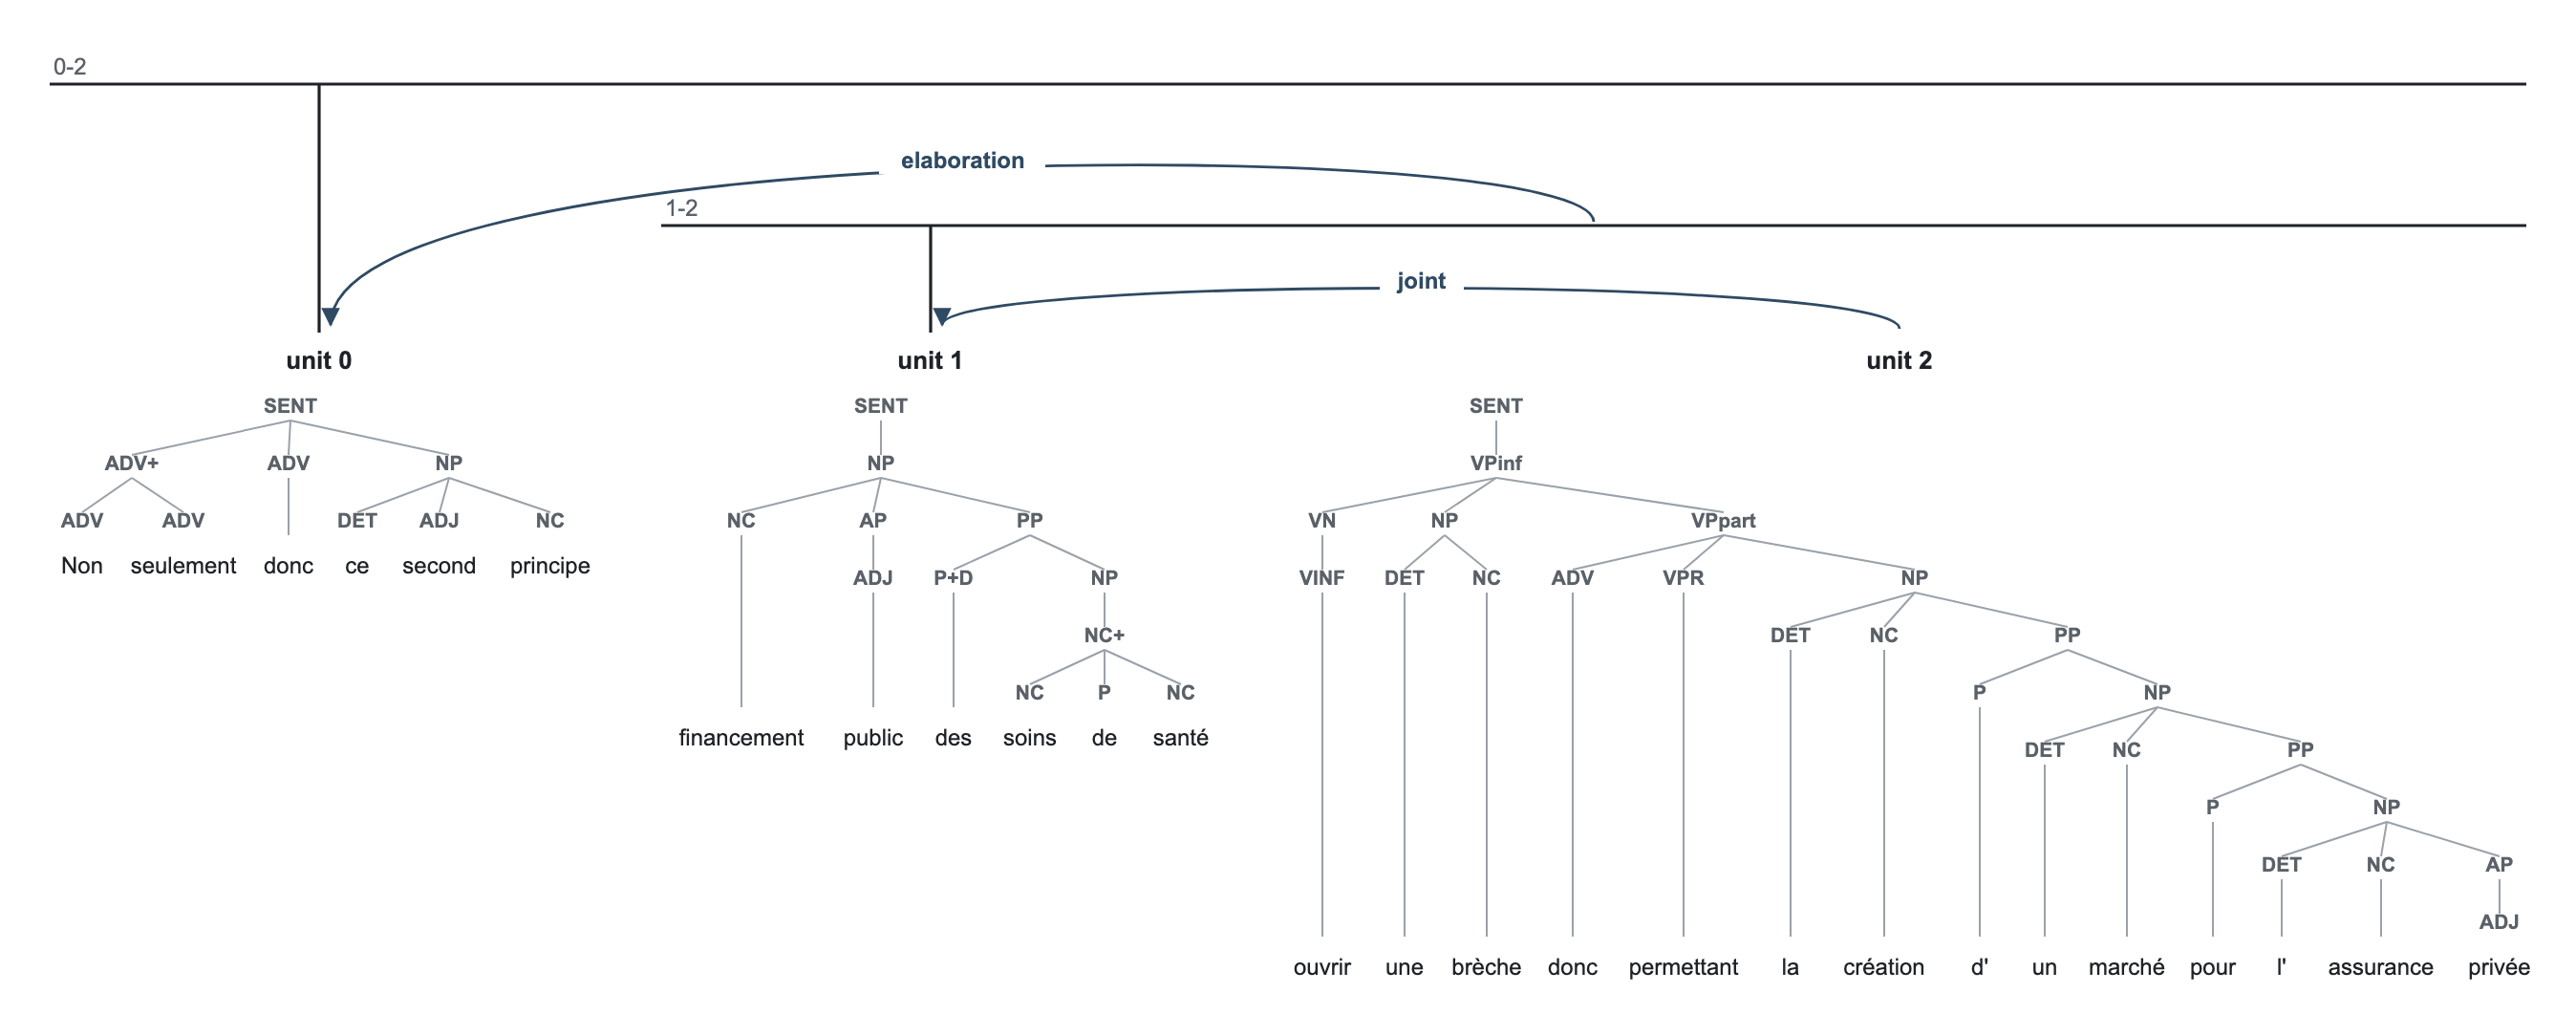 0-2
elaboration
1-2
joint
unit 0 unit 1 unit 2
SENT SENT SENT
ADV+ ADV NP NP VPinf
ADV ADV DET ADJ NC NC AP PP VN NP VPpart
Non seulement donc ce second principe ADJ P+D NP VINF DET NC ADV VPR NP
NC+ DET NC PP
NC P NC P NP
financement public des soins de santé DET NC PP
P NP
DET NC AP
ADJ
ouvrir une brèche donc permettant la création d' un marché pour l' assurance privée